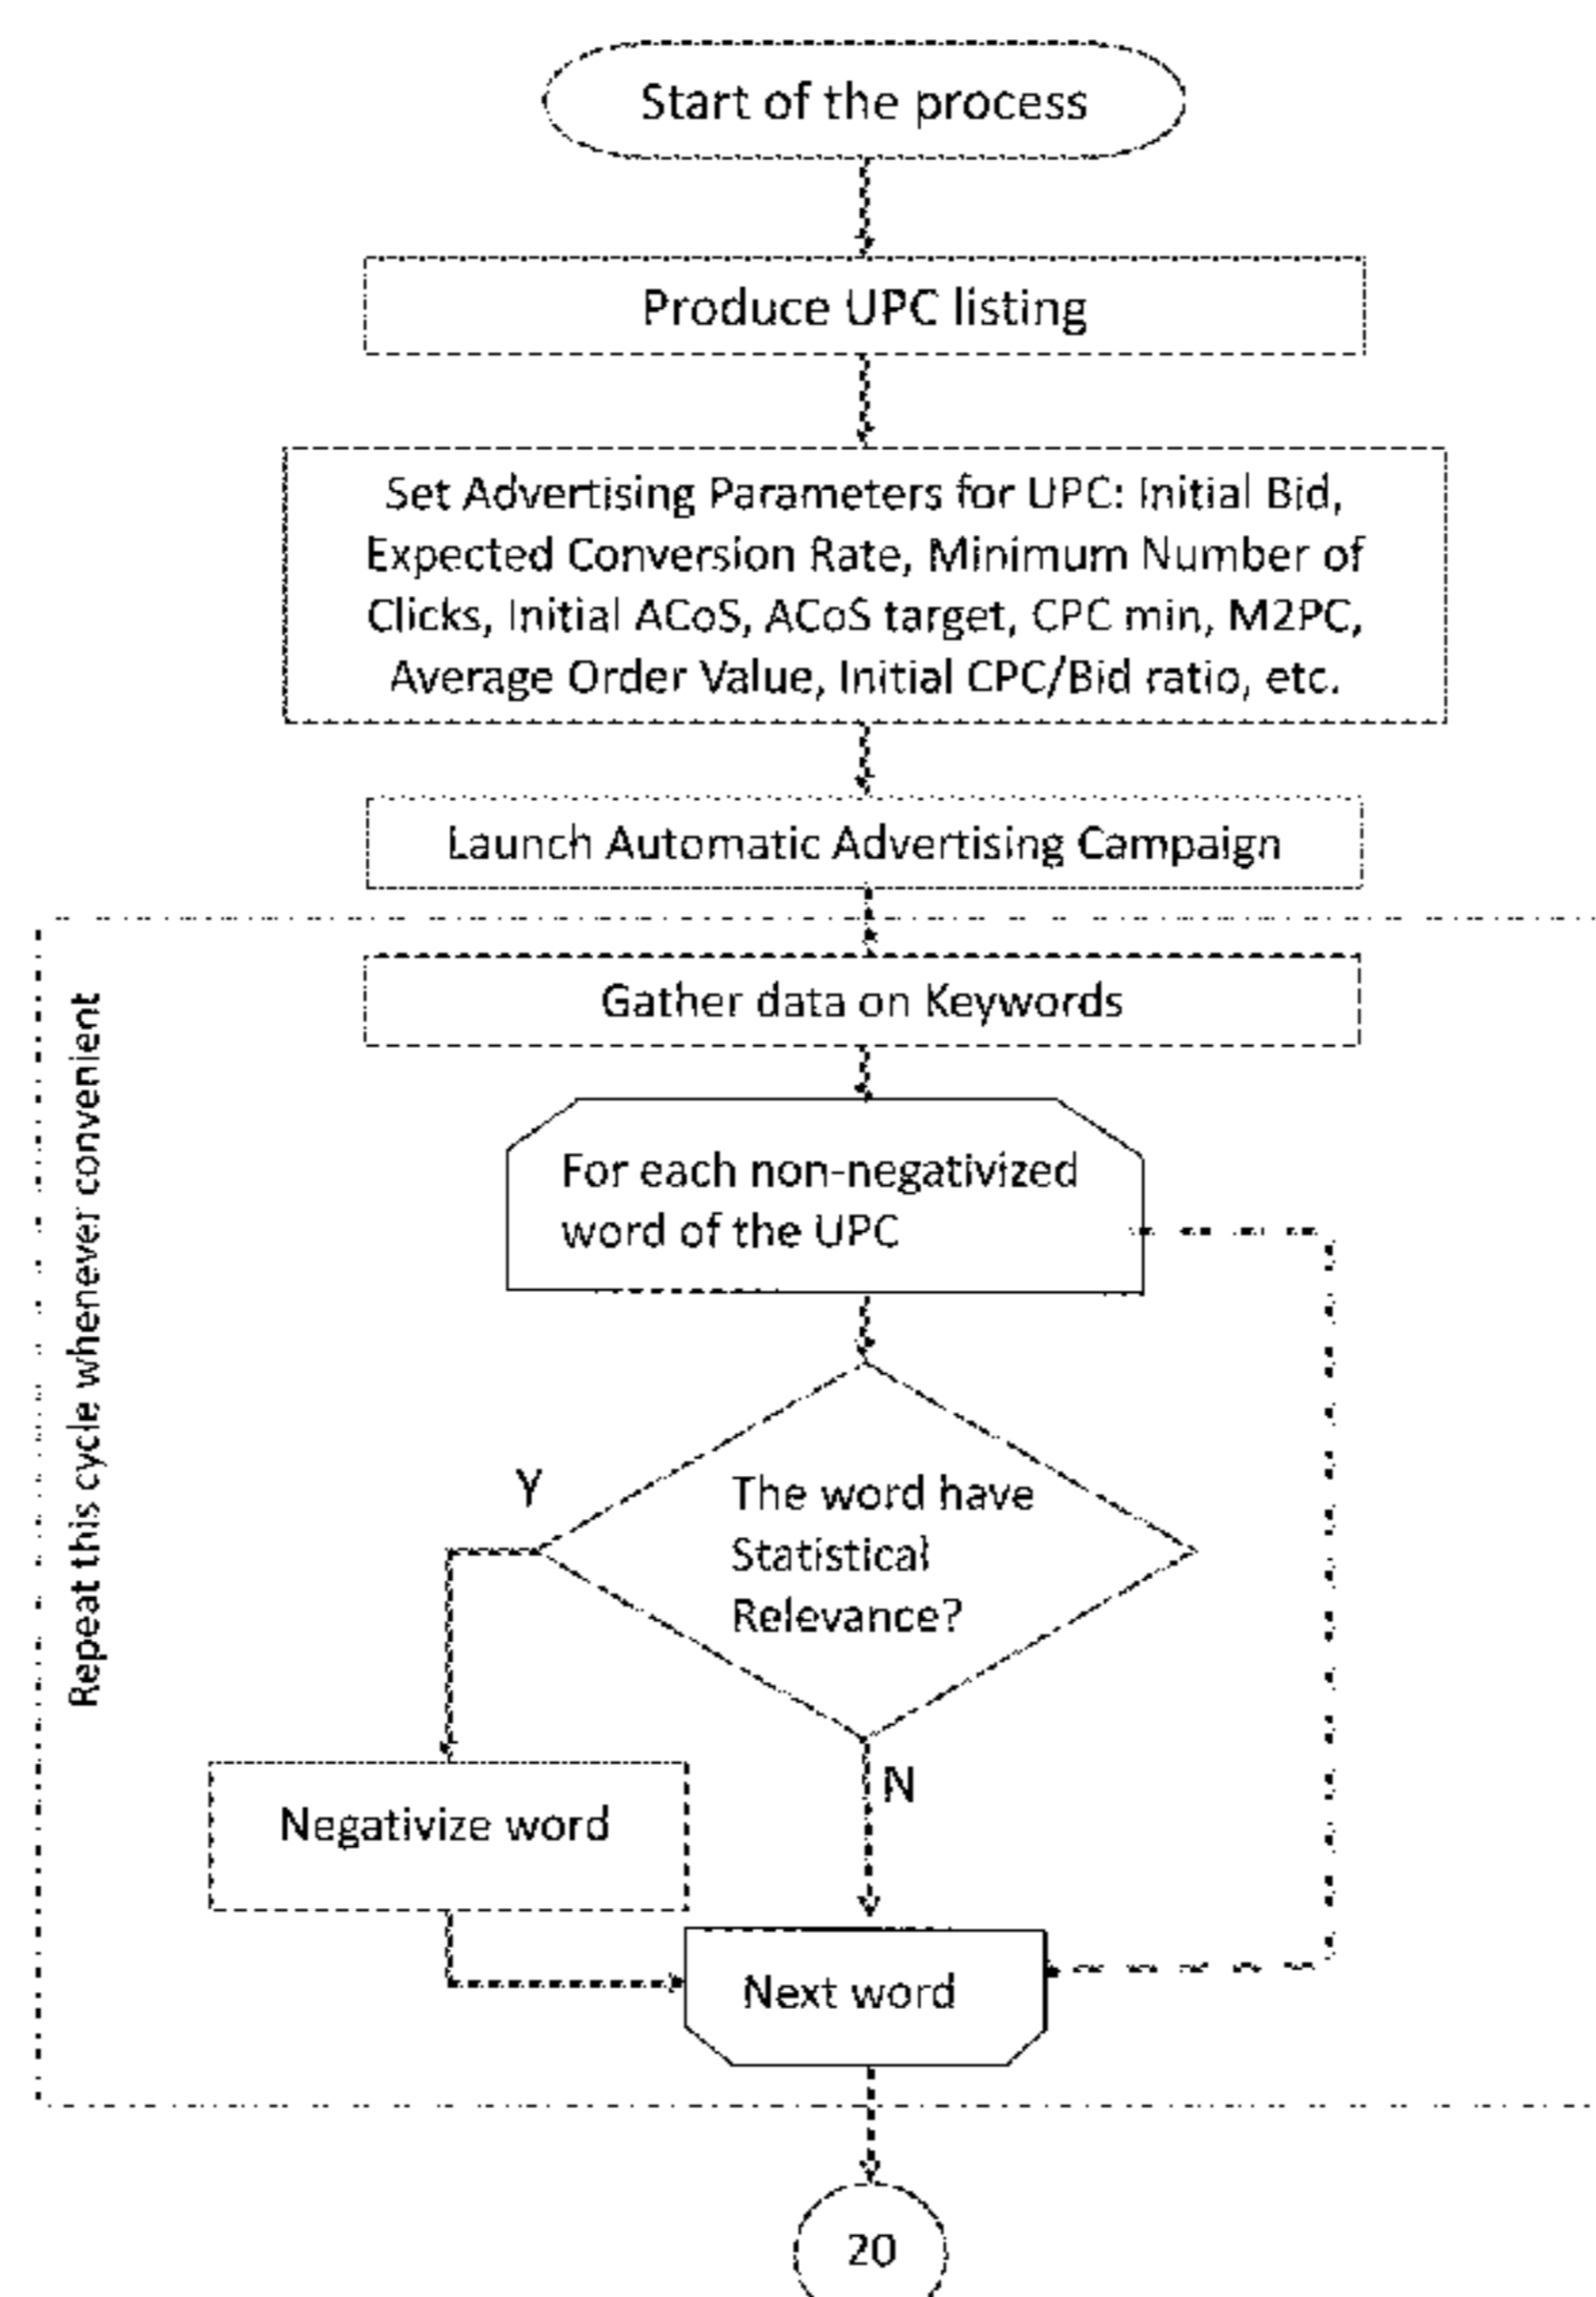 Start of the process
Produce UPC listing
Set Advertising Parameters for UPC: Initial Bid,
Expected Conversion Rate, Minimum Number of
Clicks, Initial ACoS, ACoS target, CPC min, M2PC,
Average Order Value, Initial CPC/Bid ratio, etc.
Launch Automatic Advertising Campaign
Repeat this cycle whenever convenient
Gather data on Keywords
For each non-negativized
word of the UPC
The word have
Statistical
Relevance?
Y
N
Negativize word
Next word
20